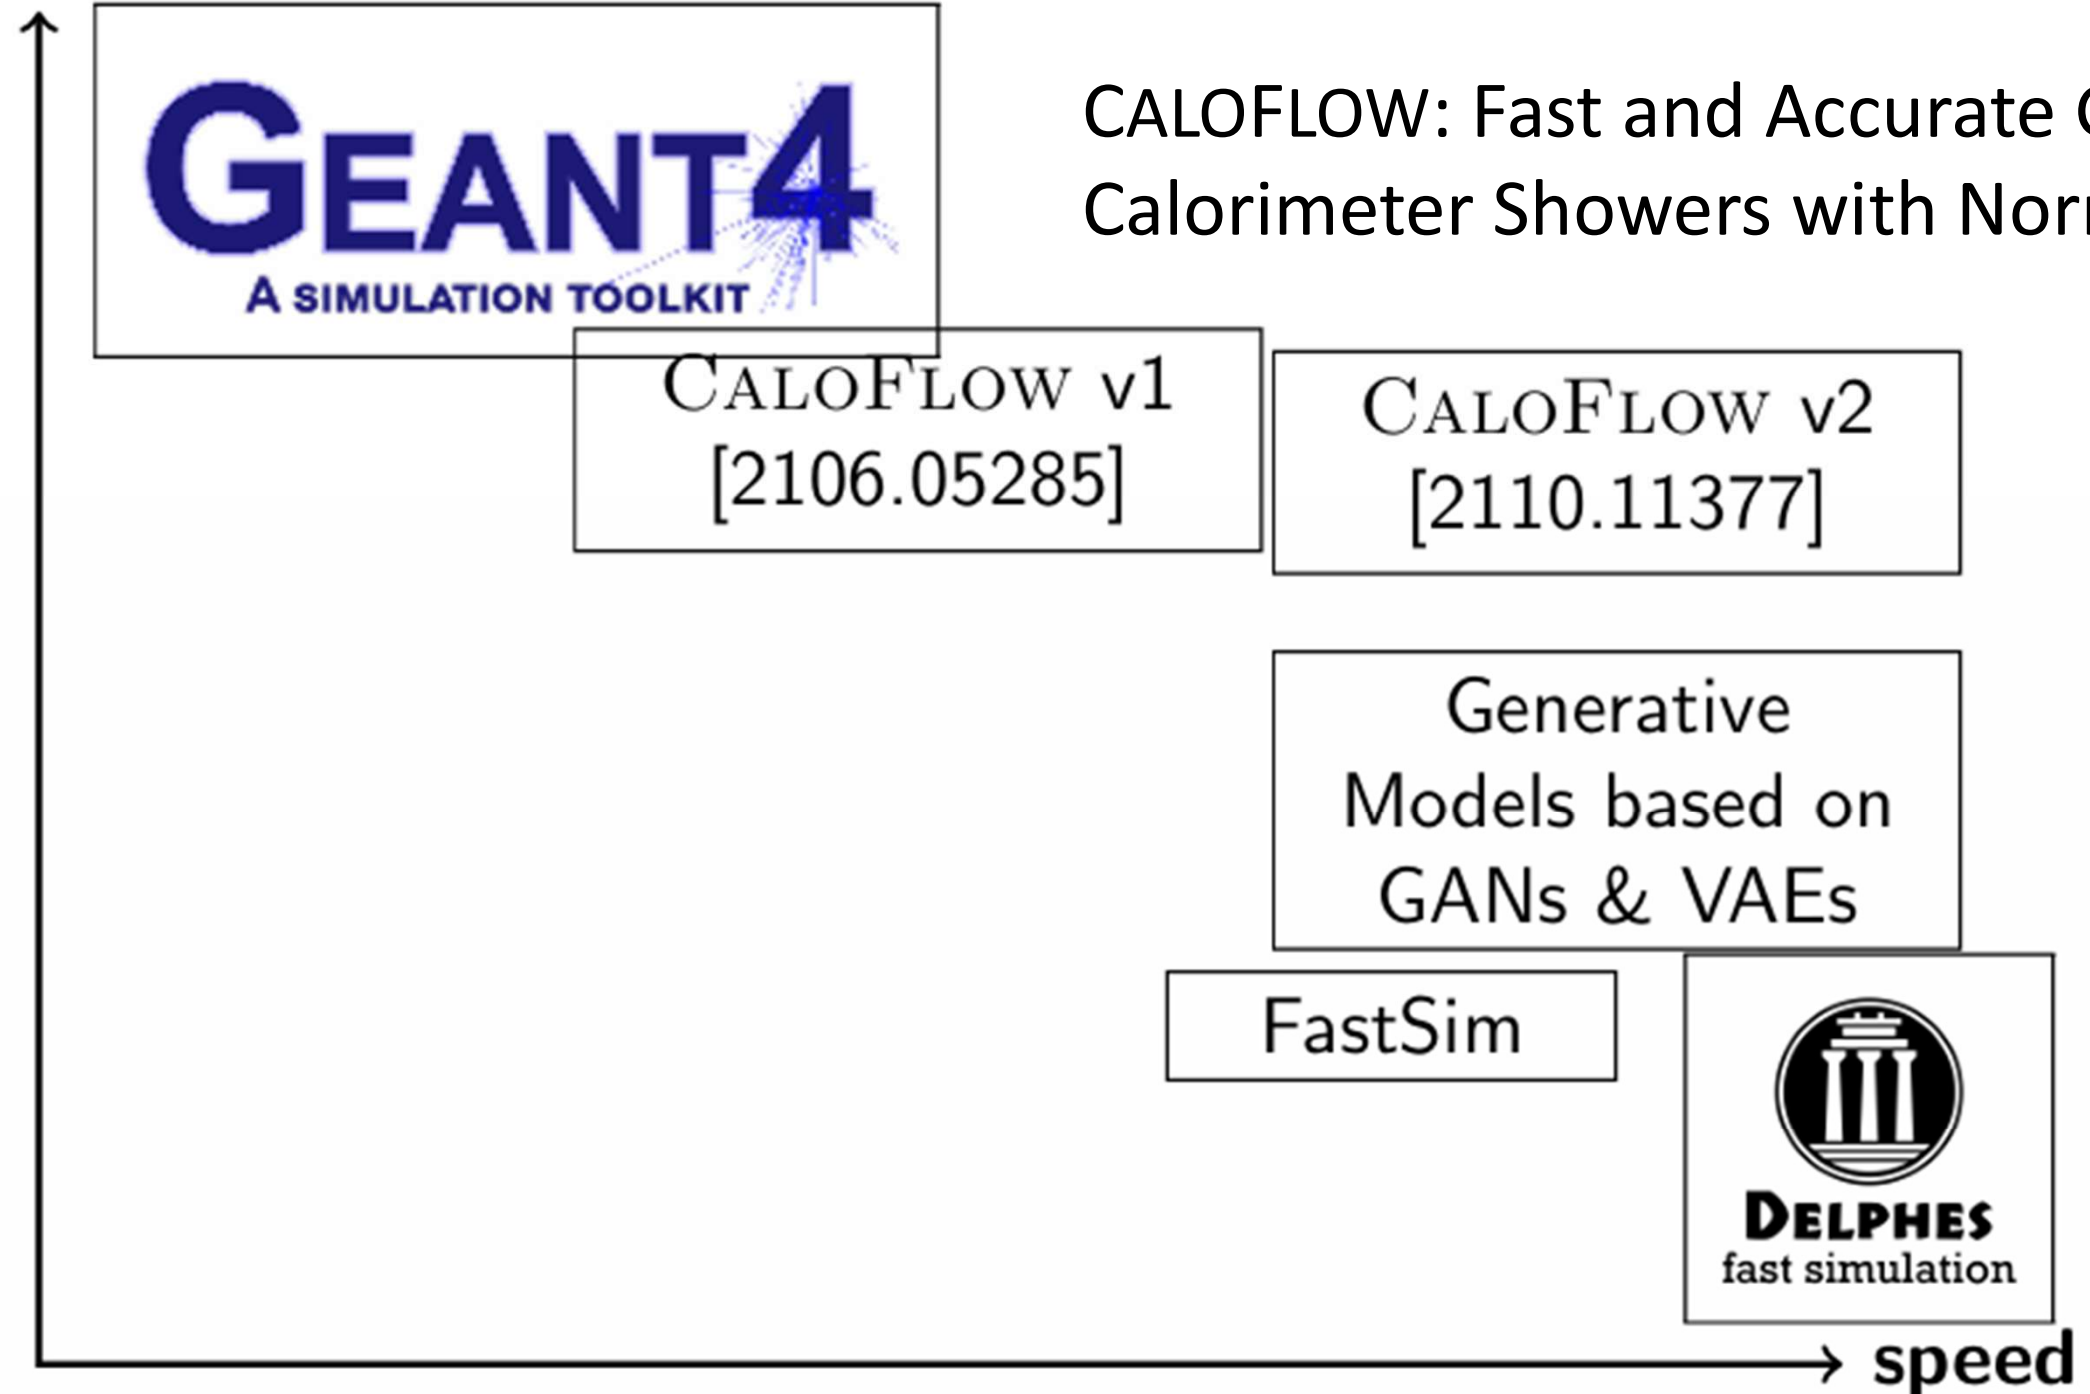 GEANT4
A SIMULATION TOOLKIT
CALOFLOW: Fast and Accurate
Calorimeter Showers with
CALOFLOW v1
[2106.05285]
CALOFLOW v2
[2110.11377]
Generative
Models based on
GANs & VAEs
FastSim
DELPHES
fast simulation
speed